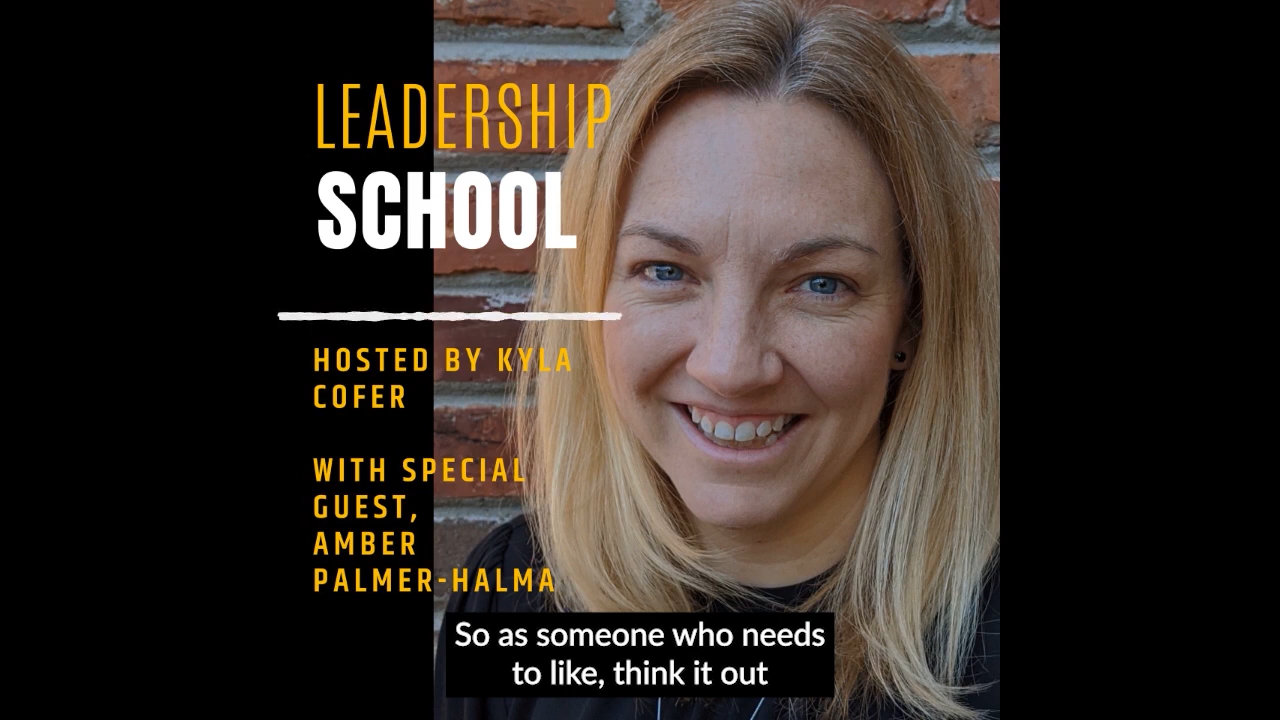 LEADERSHIP
SCHOOL
HOSTED BY KYLA
COFER
WITH SPECIAL
GUEST,
AMBER
PALMER-HALMA
So as someone who needs
to like, think it out